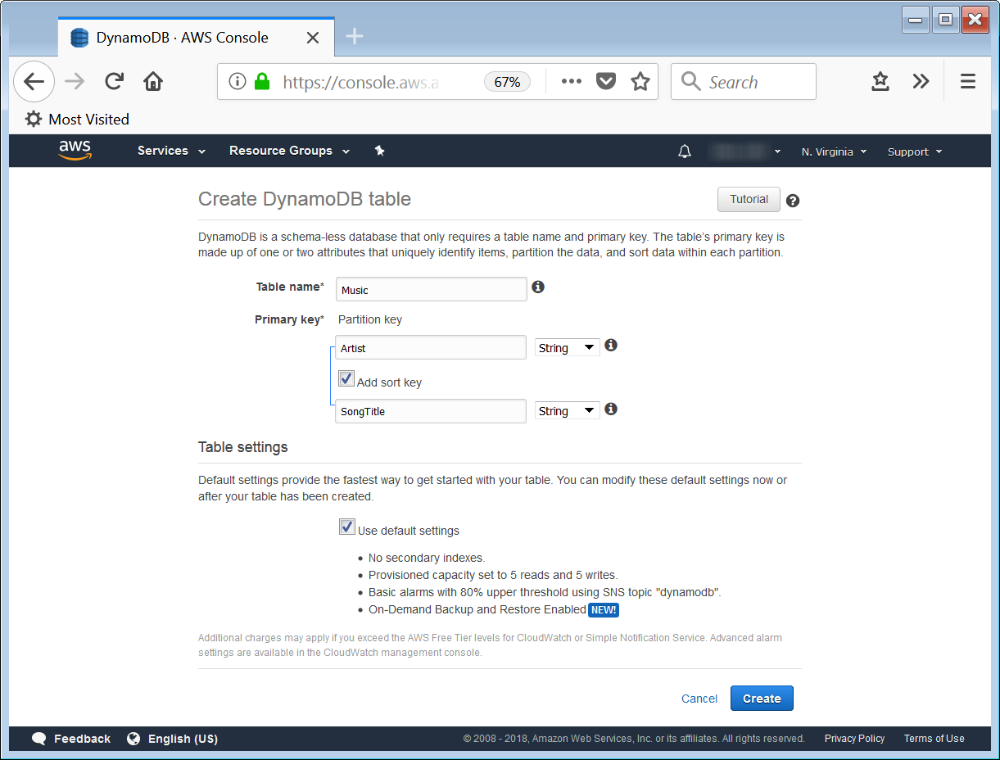 DynamoDB · AWS Console
https://console.aws.a
67%
Search
Most Visited
aws
Services
Resource Groups
N. Virginia
Support
Create DynamoDB table
Tutorial
DynamoDB is a schema-less database that only requires a table name and primary key. The table's primary key is
made up of one or two attributes that uniquely identify items, partition the data, and sort data within each partition.
Table name*
Music
Primary key*
Partition key
Artist
String
Add sort key
SongTitle
String
Table settings
Default settings provide the fastest way to get started with your table. You can modify these default settings now or
after your table has been created.
Use default settings
• No secondary indexes.
• Provisioned capacity set to 5 reads and 5 writes.
• Basic alarms with 80% upper threshold using SNS topic "dynamodb".
• On-Demand Backup and Restore Enabled NEW!
Additional charges may apply if you exceed the AWS Free Tier levels for CloudWatch or Simple Notification Service. Advanced alarm
settings are available in the CloudWatch management console.
Cancel
Create
Feedback
English (US)
© 2008 - 2018, Amazon Web Services, Inc. or its affiliates. All rights reserved.
Privacy Policy
Terms of Use